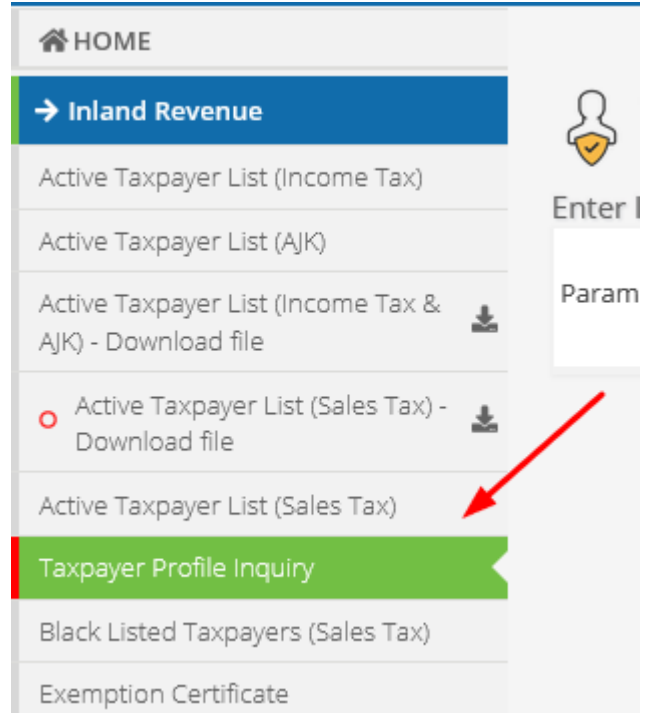 HOME
Inland Revenue
Active Taxpayer List (Income Tax)
Active Taxpayer List (AJK)
Active Taxpayer List (Income Tax &
AJK) - Download file
Active Taxpayer List (Sales Tax) -
Download file
Active Taxpayer List (Sales Tax)
Taxpayer Profile Inquiry
Black Listed Taxpayers (Sales Tax)
Exemption Certificate
Enter
Param